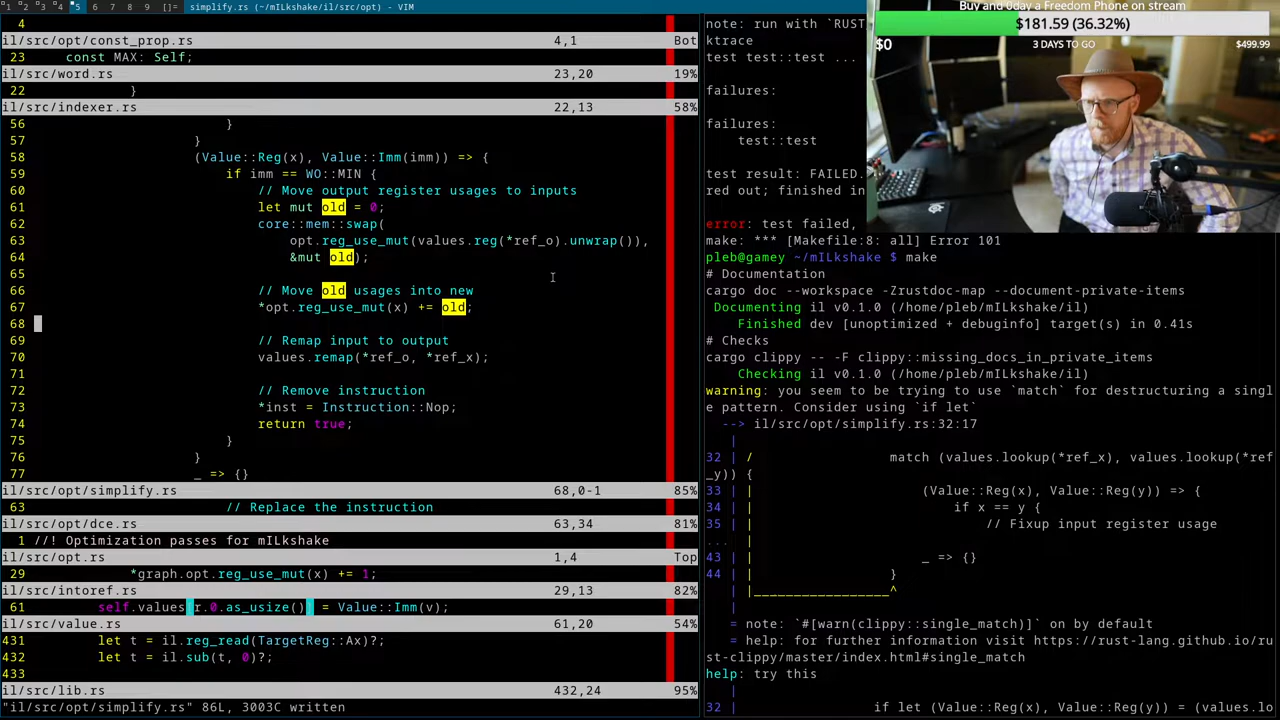 1 2 3 4 5 6 7 8 9 []= simplify.rs (~/mILkshake/il/src/opt) - VIM
4
il/src/opt/const_prop.rs 4,1 Bot
23 const MAX: Self;
il/src/word.rs 23,20 19%
22 }
il/src/indexer.rs 22,13 58%
56 }
57 }
58 (Value::Reg(x), Value::Imm(imm)) => {
59 if imm == WO::MIN {
60 // Move output register usages to inputs
61 let mut old = 0;
62 core::mem::swap(
63 opt.reg_use_mut(values.reg(*ref_o).unwrap()),
64 &mut old);
65
66 // Move old usages into new
67 *opt.reg_use_mut(x) += old;
68
69 // Remap input to output
70 values.remap(*ref_o, *ref_x);
71
72 // Remove instruction
73 *inst = Instruction::Nop;
74 return true;
75 }
76 }
77 _ => {}
il/src/opt/simplify.rs 68,0-1 85%
63 // Replace the instruction
il/src/opt/dce.rs 63,34 81%
1 //! Optimization passes for mILkshake
il/src/opt.rs 1,4 Top
29 *graph.opt.reg_use_mut(x) += 1;
il/src/intoref.rs 29,13 82%
61 self.values[r.0.as_usize()] = Value::Imm(v);
il/src/value.rs 61,20 54%
431 let t = il.reg_read(TargetReg::Ax)?;
432 let t = il.sub(t, 0)?;
433
il/src/lib.rs 432,24 95%
"il/src/opt/simplify.rs" 86L, 3003C written
note: run with `RUST
ktrace
test test::test ...
failures:
failures:
test::test
test result: FAILED.
red out; finished in
error: test failed,
make: *** [Makefile:8: all] Error 101
pleb@gamey ~/mILkshake $ make
# Documentation
cargo doc --workspace -Zrustdoc-map --document-private-items
Documenting il v0.1.0 (/home/pleb/mILkshake/il)
Finished dev [unoptimized + debuginfo] target(s) in 0.41s
# Checks
cargo clippy -- -F clippy::missing_docs_in_private_items
Checking il v0.1.0 (/home/pleb/mILkshake/il)
warning: you seem to be trying to use `match` for destructuring a singl
e pattern. Consider using `if let`
--> il/src/opt/simplify.rs:32:17
|
32 | / match (values.lookup(*ref_x), values.lookup(*ref
_y)) {
33 | | (Value::Reg(x), Value::Reg(y)) => {
34 | | if x == y {
35 | | // Fixup input register usage
... |
43 | | _ => {}
44 | | }
| |_________________^
|
= note: `#[warn(clippy::single_match)]` on by default
= help: for further information visit https://rust-lang.github.io/ru
st-clippy/master/index.html#single_match
help: try this
|
32 | if let (Value::Reg(x), Value::Reg(y)) = (values.lo
Buy and 0day a Freedom Phone on stream
$181.59 (36.32%)
$0 3 DAYS TO GO $499.99